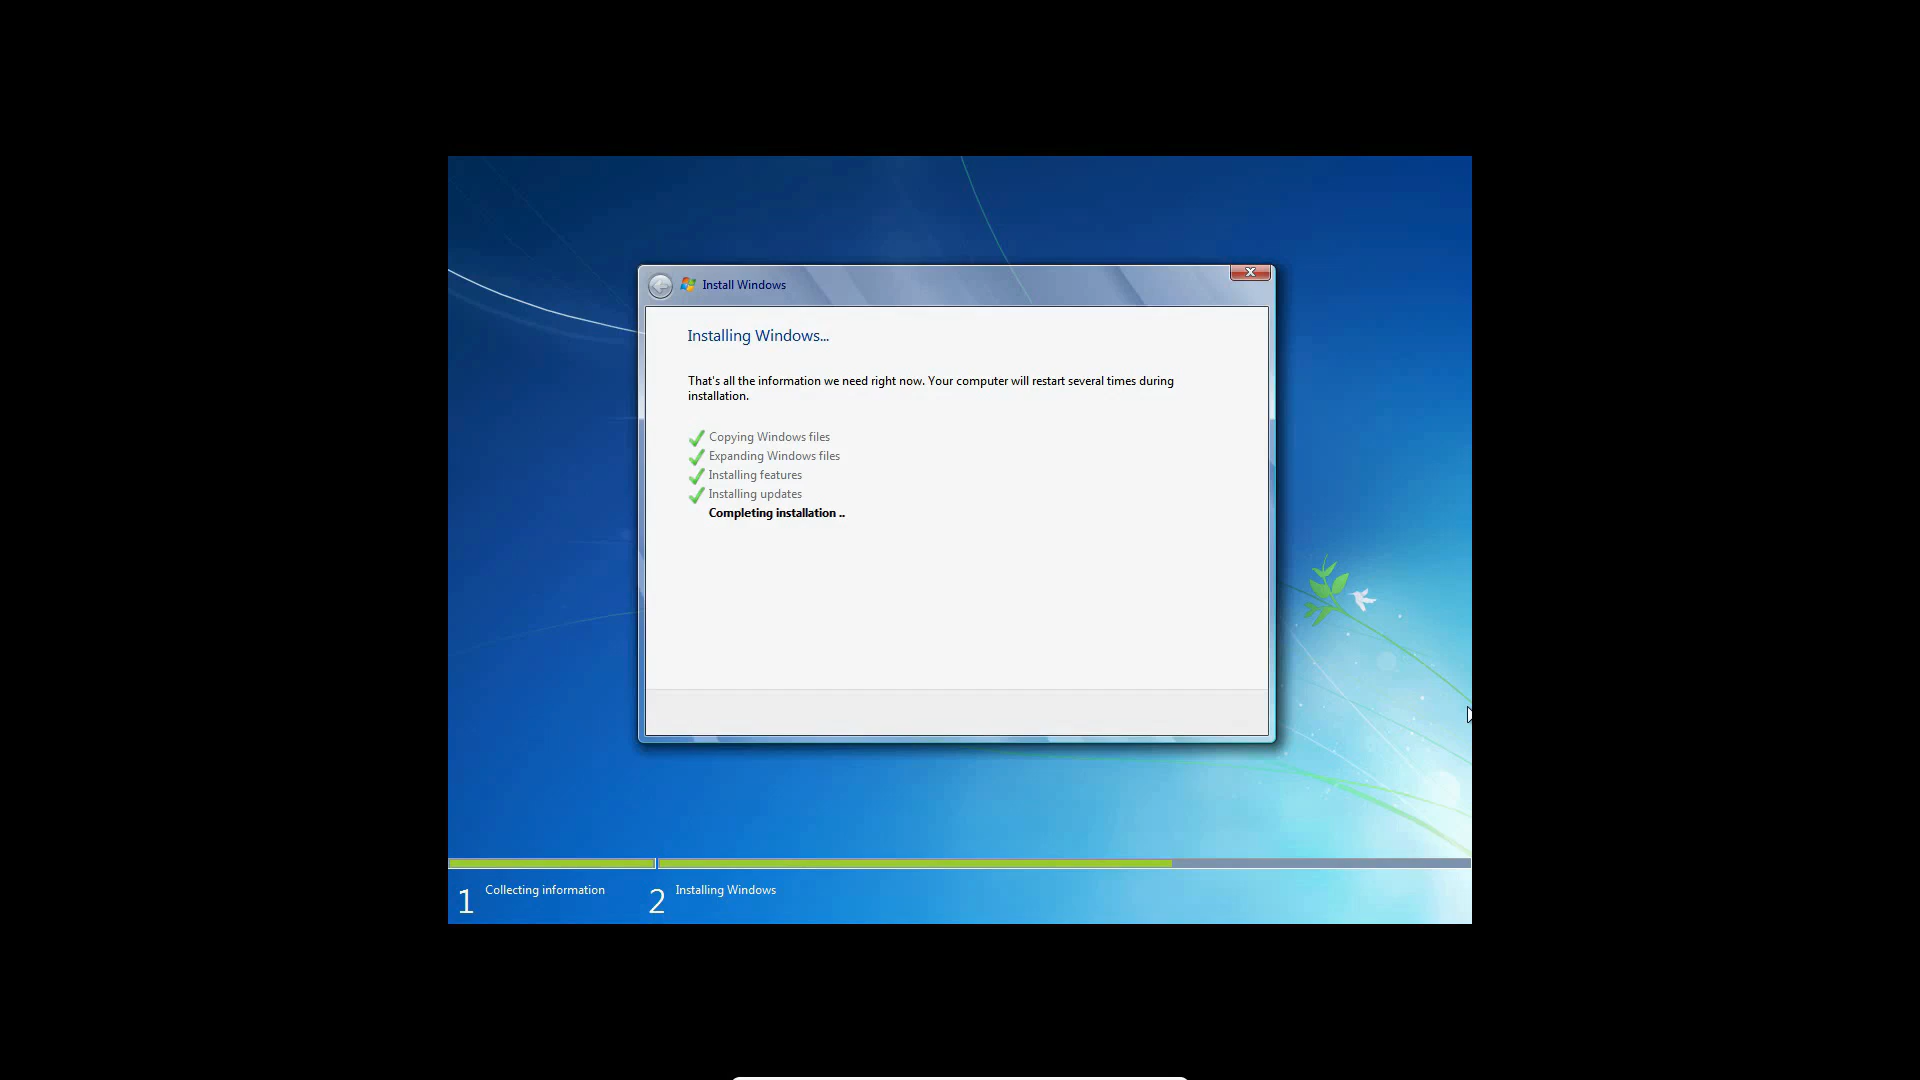 Install Windows
Installing Windows...
That's all the information we need right now. Your computer will restart several times during
installation.
Copying Windows files
Expanding Windows files
Installing features
Installing updates
Completing installation ..
1 Collecting information
2 Installing Windows